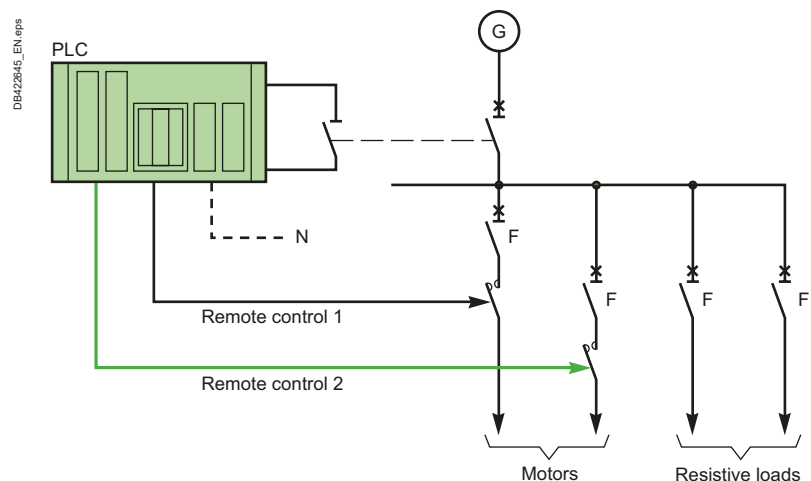 DB422645_EN.eps
PLC
G
N
F
F
F
F
Remote control 1
Remote control 2
Motors
Resistive loads